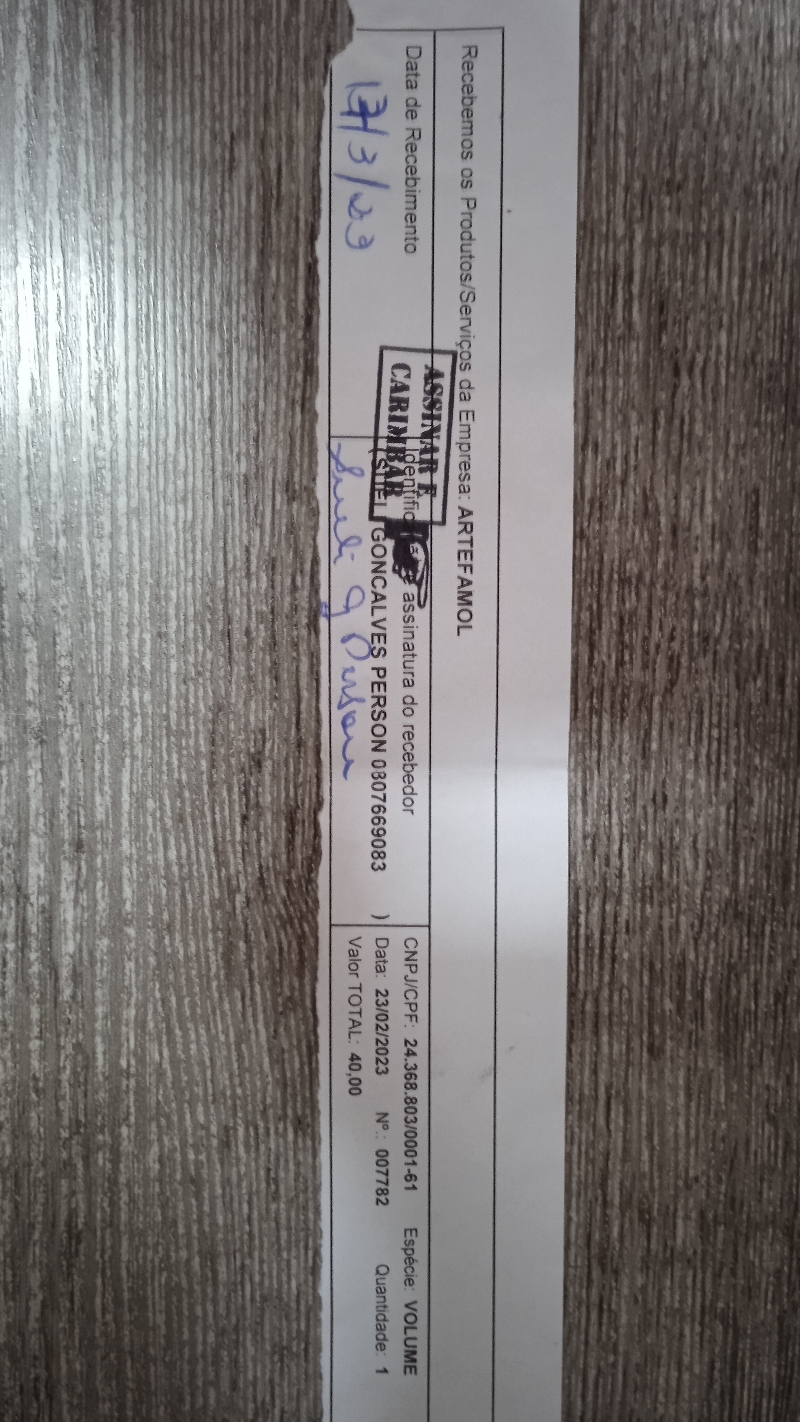 Recebemos os Produtos/Serviços da Empresa: ARTEFAMOL
ASSINAR E
CARIMBAR
Data de Recebimento
17/3/23
assinatura do recebedor
GONCALVES PERSON 0807669083 )
Sueli G Person
CNPJ/CPF: 24.368.803/0001-61 Espécie: VOLUME
Data: 23/02/2023 Nº.: 007782 Quantidade: 1
Valor TOTAL: 40,00